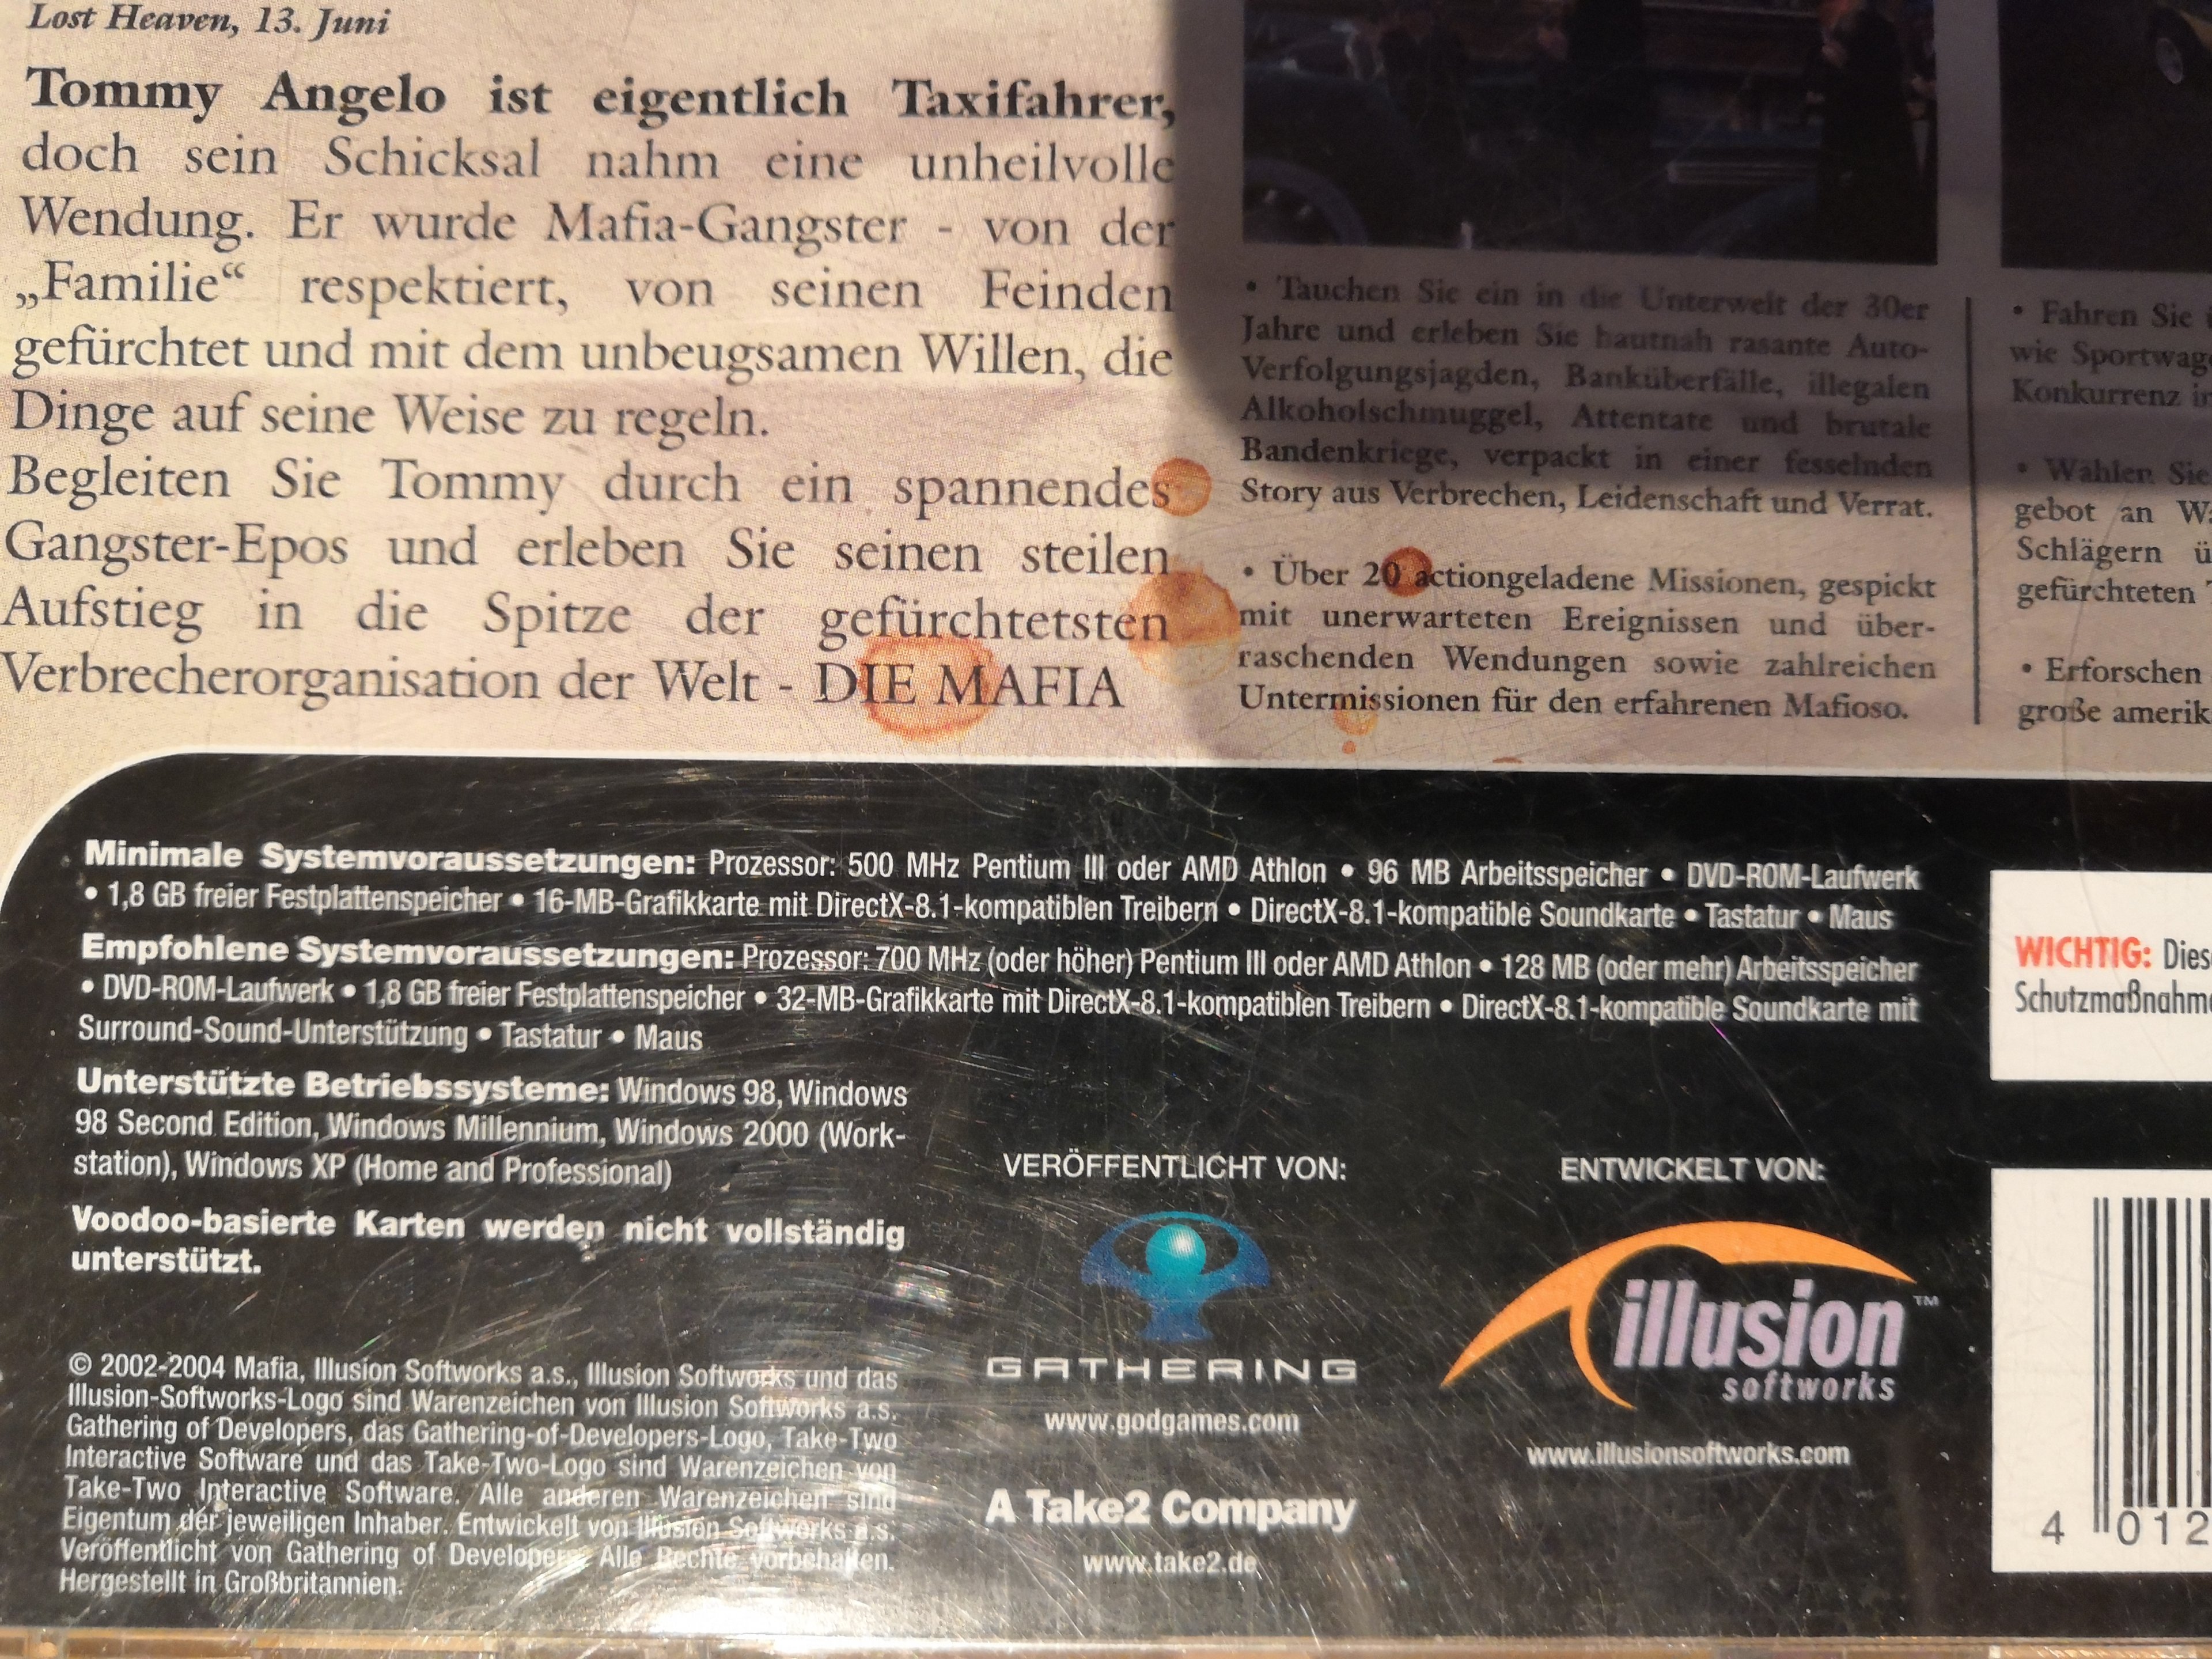 Lost Heaven, 13. Juni
Tommy Angelo ist eigentlich Taxifahrer,
doch sein Schicksal nahm eine unheilvolle
Wendung. Er wurde Mafia-Gangster - von der
„Familie“ respektiert, von seinen Feinden
gefürchtet und mit dem unbeugsamen Willen, die
Dinge auf seine Weise zu regeln.
Begleiten Sie Tommy durch ein spannendes
Gangster-Epos und erleben Sie seinen steilen
Aufstieg in die Spitze der gefürchtetsten
Verbrecherorganisation der Welt - DIE MAFIA
• Tauchen Sie ein in die Unterwelt der 30er
Jahre und erleben Sie hautnah rasante Auto-
Verfolgungsjagden, Banküberfälle, illegalen
Alkoholschmuggel, Attentate und brutale
Bandenkriege, verpackt in einer fesselnden
Story aus Verbrechen, Leidenschaft und Verrat.
• Über 20 actiongeladene Missionen, gespickt
mit unerwarteten Ereignissen und über-
raschenden Wendungen sowie zahlreichen
Untermissionen für den erfahrenen Mafioso.
• Fahren Sie
wie Sportwag
Konkurrenz
• Wählen Sie
gebot an
Schlägern
gefürchteten
• Erforschen
große amerik
Minimale Systemvoraussetzungen: Prozessor: 500 MHz Pentium III oder AMD Athlon • 96 MB Arbeitsspeicher • DVD-ROM-Laufwerk
• 1,8 GB freier Festplattenspeicher • 16-MB-Grafikkarte mit DirectX-8.1-kompatiblen Treibern • DirectX-8.1-kompatible Soundkarte • Tastatur • Maus
Empfohlene Systemvoraussetzungen: Prozessor: 700 MHz (oder höher) Pentium III oder AMD Athlon • 128 MB (oder mehr) Arbeitsspeicher
• DVD-ROM-Laufwerk • 1,8 GB freier Festplattenspeicher • 32-MB-Grafikkarte mit DirectX-8.1-kompatiblen Treibern • DirectX-8.1-kompatible Soundkarte mit
Surround-Sound-Unterstützung • Tastatur • Maus
Unterstützte Betriebssysteme: Windows 98, Windows
98 Second Edition, Windows Millennium, Windows 2000 (Work-
station), Windows XP (Home and Professional)
Voodoo-basierte Karten werden nicht vollständig
unterstützt.
© 2002-2004 Mafia, Illusion Softworks a.s., Illusion Softworks und das
Illusion-Softworks-Logo sind Warenzeichen von Illusion Softworks a.s.
Gathering of Developers, das Gathering-of-Developers-Logo, Take-Two
Interactive Software und das Take-Two-Logo sind Warenzeichen von
Take-Two Interactive Software. Alle anderen Warenzeichen sind
Eigentum der jeweiligen Inhaber. Entwickelt von Illusion Softworks a.s.
Veröffentlicht von Gathering of Developers. Alle Rechte vorbehalten.
Hergestellt in Großbritannien.
VERÖFFENTLICHT VON:
GATHERING
www.godgames.com
A Take2 Company
www.take2.de
ENTWICKELT VON:
illusion™
softworks
www.illusionsoftworks.com
WICHTIG: Dies
Schutzmaßnahm
4 012